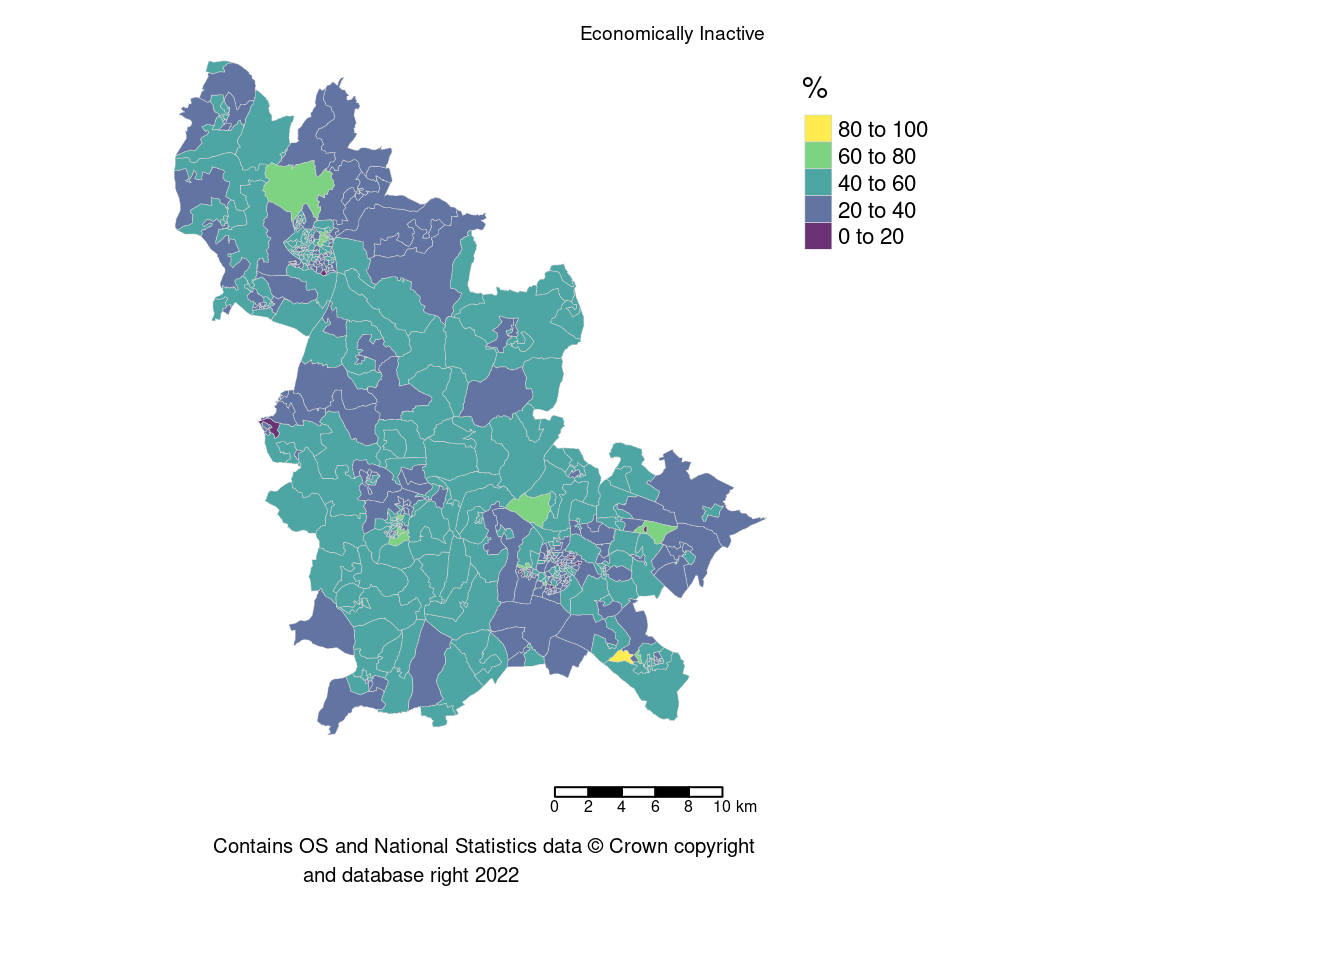 Economically Inactive
%
80 to 100
60 to 80
40 to 60
20 to 40
0 to 20
0 2 4 6 8 10 km
Contains OS and National Statistics data © Crown copyright
and database right 2022